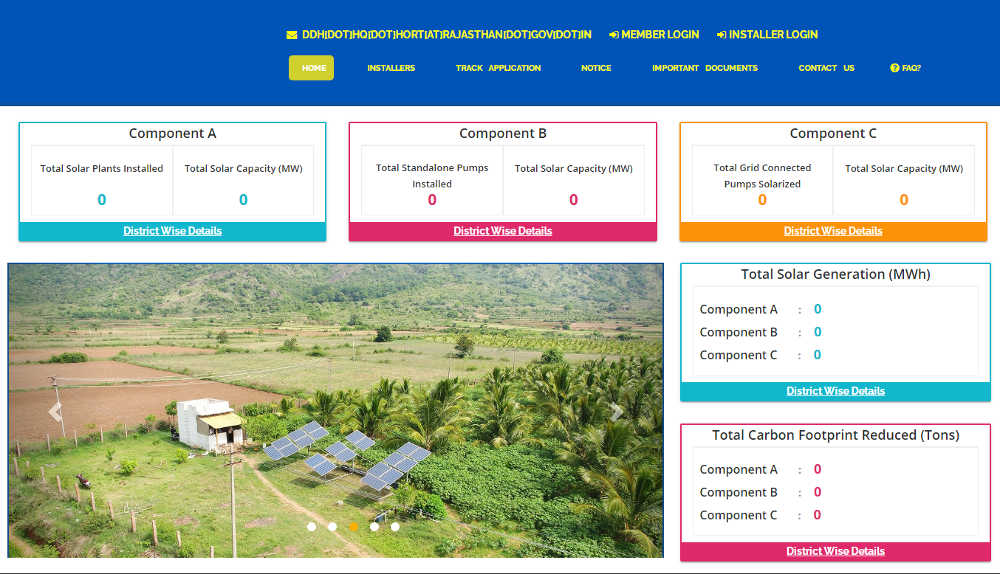 DDH[DOT]HQ[DOT]HORT[AT]RAJASTHAN[DOT]GOV[DOT]IN MEMBER LOGIN INSTALLER LOGIN
HOME INSTALLERS TRACK APPLICATION NOTICE IMPORTANT DOCUMENTS CONTACT US FAQ?
Component A
Total Solar Plants Installed
0
Total Solar Capacity (MW)
0
District Wise Details
Component B
Total Standalone Pumps
Installed
0
Total Solar Capacity (MW)
0
District Wise Details
Component C
Total Grid Connected
Pumps Solarized
0
Total Solar Capacity (MW)
0
District Wise Details
Total Solar Generation (MWh)
Component A : 0
Component B : 0
Component C : 0
District Wise Details
Total Carbon Footprint Reduced (Tons)
Component A : 0
Component B : 0
Component C : 0
District Wise Details